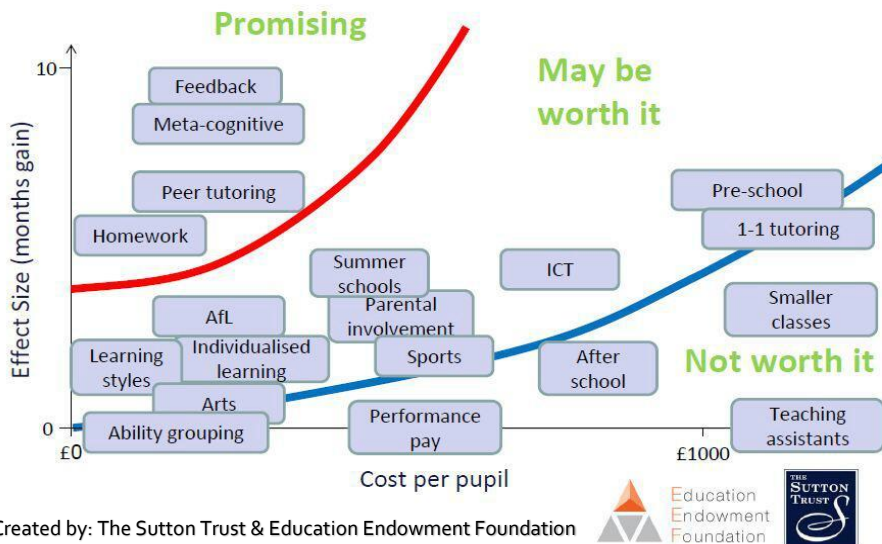 Promising
May be
worth it
10
Feedback
Meta-cognitive
Peer tutoring
Pre-school
Homework
1-1 tutoring
Summer
schools
ICT
AfL
Parental
involvement
Smaller
classes
Learning
styles
Individualised
learning
Sports
After
school
Not worth it
Arts
Ability grouping
Performance
pay
Teaching
assistants
0
£0
£1000
Effect Size (months gain)
Cost per pupil
Created by: The Sutton Trust & Education Endowment Foundation
Education
Endowment
Foundation
THE
SUTTON
TRUST